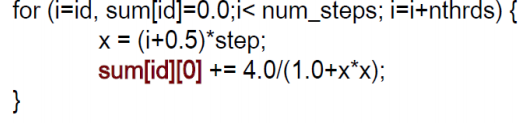 for (i=id, sum[id]=0.0;i< num_steps; i=i+nthrds) {
x = (i+0.5)*step;
sum[id][0] += 4.0/(1.0+x*x);
}